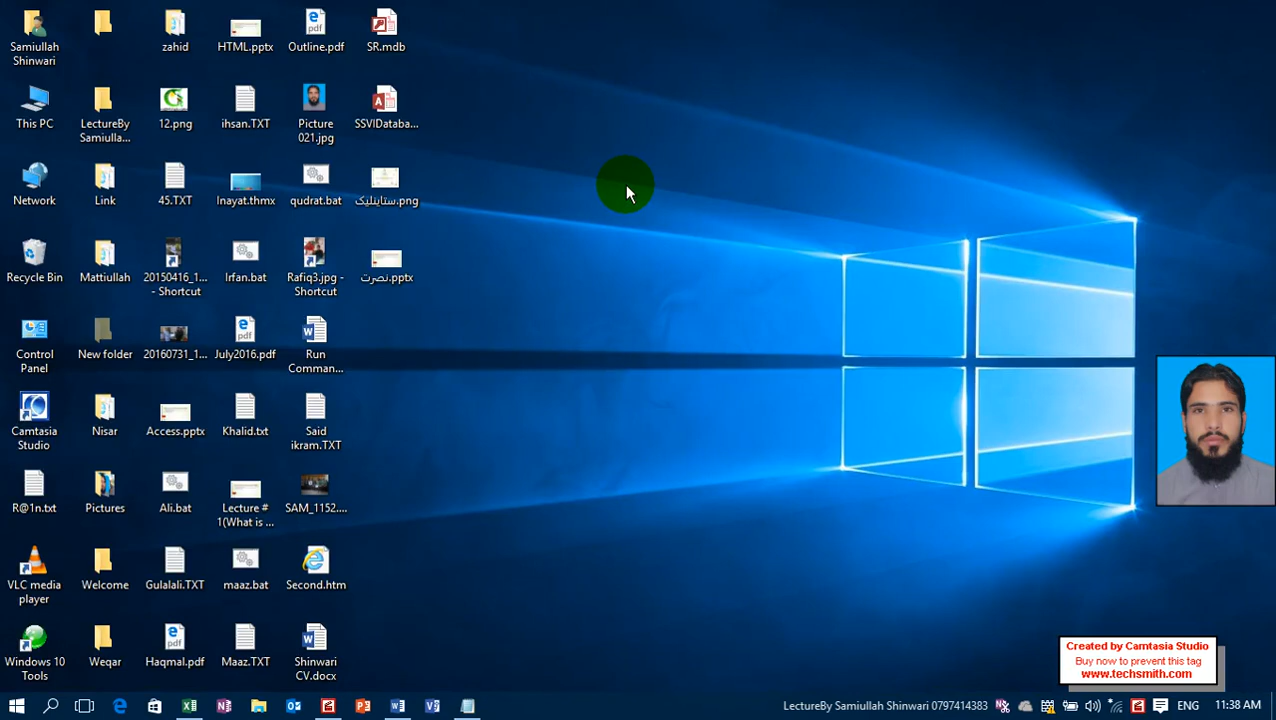 Samiullah
Shinwari
zahid
HTML.pptx
Outline.pdf
SR.mdb
This PC
LectureBy
Samiulla...
12.png
ihsan.TXT
Picture
021.jpg
SSVIDataba...
Network
Link
45.TXT
Inayat.thmx
qudrat.bat
ستاینلیک.png
Recycle Bin
Mattiullah
20150416_1...
- Shortcut
Irfan.bat
Rafiq3.jpg -
Shortcut
نصرت.pptx
Control
Panel
New folder
20160731_1...
July2016.pdf
Run
Comman...
Camtasia
Studio
Nisar
Access.pptx
Khalid.txt
Said
ikram.TXT
R@1n.txt
Pictures
Ali.bat
Lecture #
1(What is ...
SAM_1152....
VLC media
player
Welcome
Gulalali.TXT
maaz.bat
Second.htm
Windows 10
Tools
Weqar
Haqmal.pdf
Maaz.TXT
Shinwari
CV.docx
Created by Camtasia Studio
Buy now to prevent this tag
www.techsmith.com
LectureBy Samiullah Shinwari 0797414383
ENG
11:38 AM